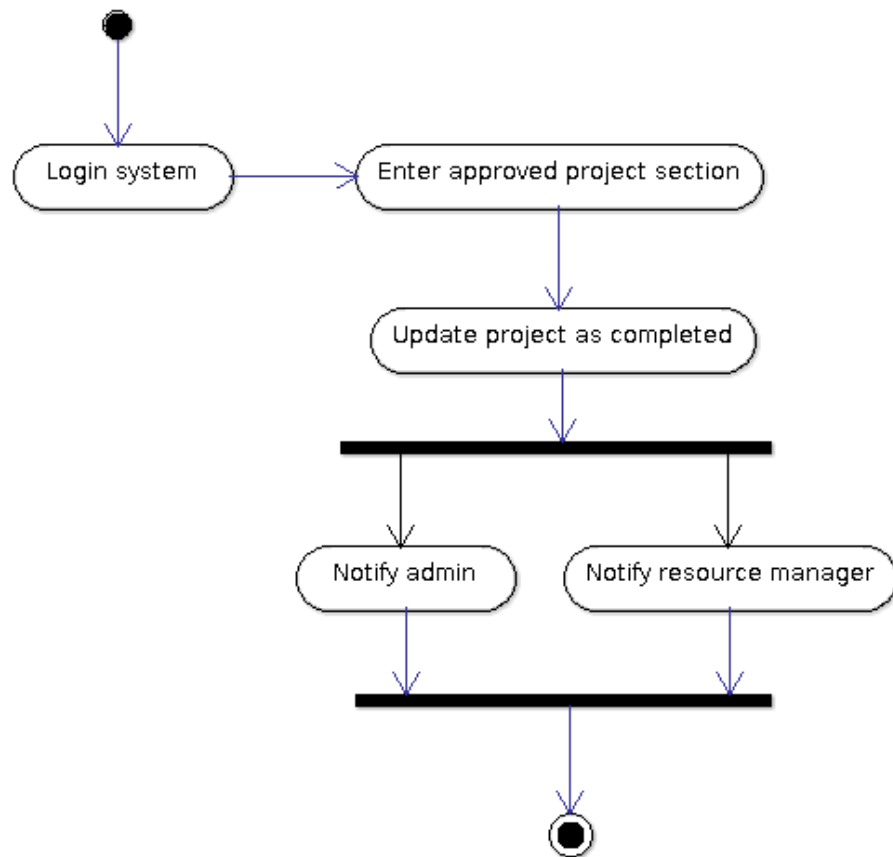 Login system
Enter approved project section
Update project as completed
Notify admin
Notify resource manager